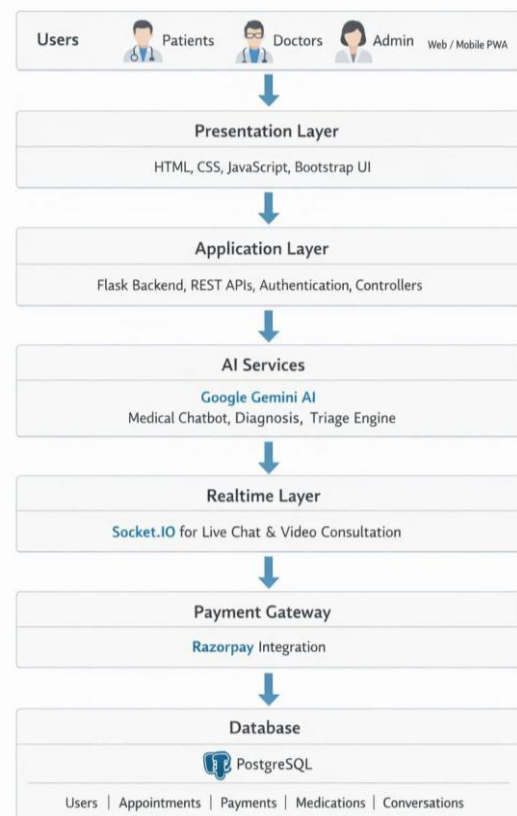 Users Patients Doctors Admin Web / Mobile PWA
Presentation Layer
HTML, CSS, JavaScript, Bootstrap UI
Application Layer
Flask Backend, REST APIs, Authentication, Controllers
AI Services
Google Gemini AI
Medical Chatbot, Diagnosis, Triage Engine
Realtime Layer
Socket.IO for Live Chat & Video Consultation
Payment Gateway
Razorpay Integration
Database
PostgreSQL
Users | Appointments | Payments | Medications | Conversations